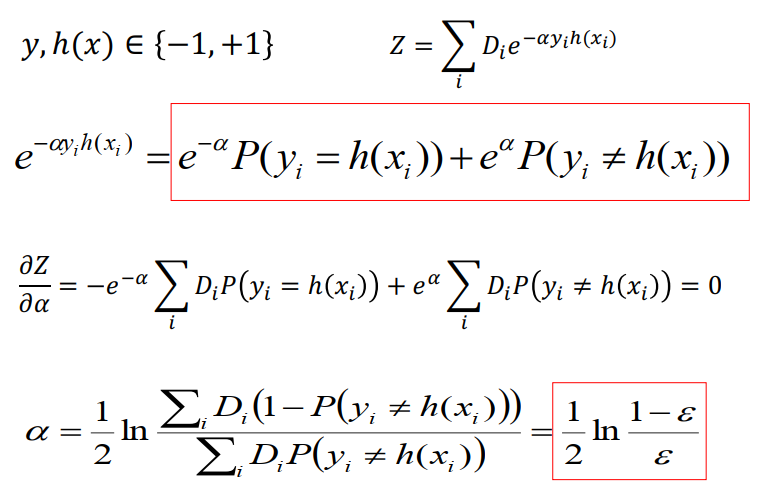 y, h(x) ∈ {−1, +1} Z = ∑_i D_i e^{−αy_i h(x_i)}
e^{−αy_i h(x_i)} = e^{−α} P(y_i = h(x_i)) + e^{α} P(y_i ≠ h(x_i))
∂Z/∂α = −e^{−α} ∑_i D_i P(y_i = h(x_i)) + e^{α} ∑_i D_i P(y_i ≠ h(x_i)) = 0
α = 1/2 ln (∑_i D_i (1 − P(y_i ≠ h(x_i)))) / (∑_i D_i P(y_i ≠ h(x_i))) = 1/2 ln (1 − ε)/ε